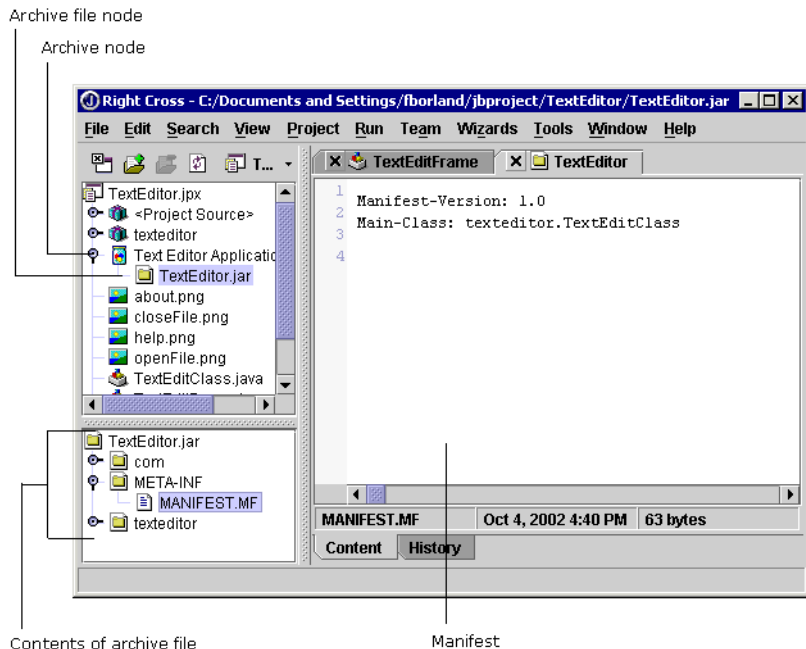 Archive file node
Archive node
Right Cross - C:/Documents and Settings/fborland/jbproject/TextEditor/TextEditor.jar
File Edit Search View Project Run Team Wizards Tools Window Help
T...
TextEditFrame
TextEditor
TextEditor.jpx
<Project Source>
texteditor
Text Editor Applicatio
TextEditor.jar
about.png
closeFile.png
help.png
openFile.png
TextEditClass.java
1
Manifest-Version: 1.0
2
Main-Class: texteditor.TextEditClass
3
4
TextEditor.jar
com
META-INF
MANIFEST.MF
texteditor
MANIFEST.MF Oct 4, 2002 4:40 PM 63 bytes
Content History
Contents of archive file
Manifest